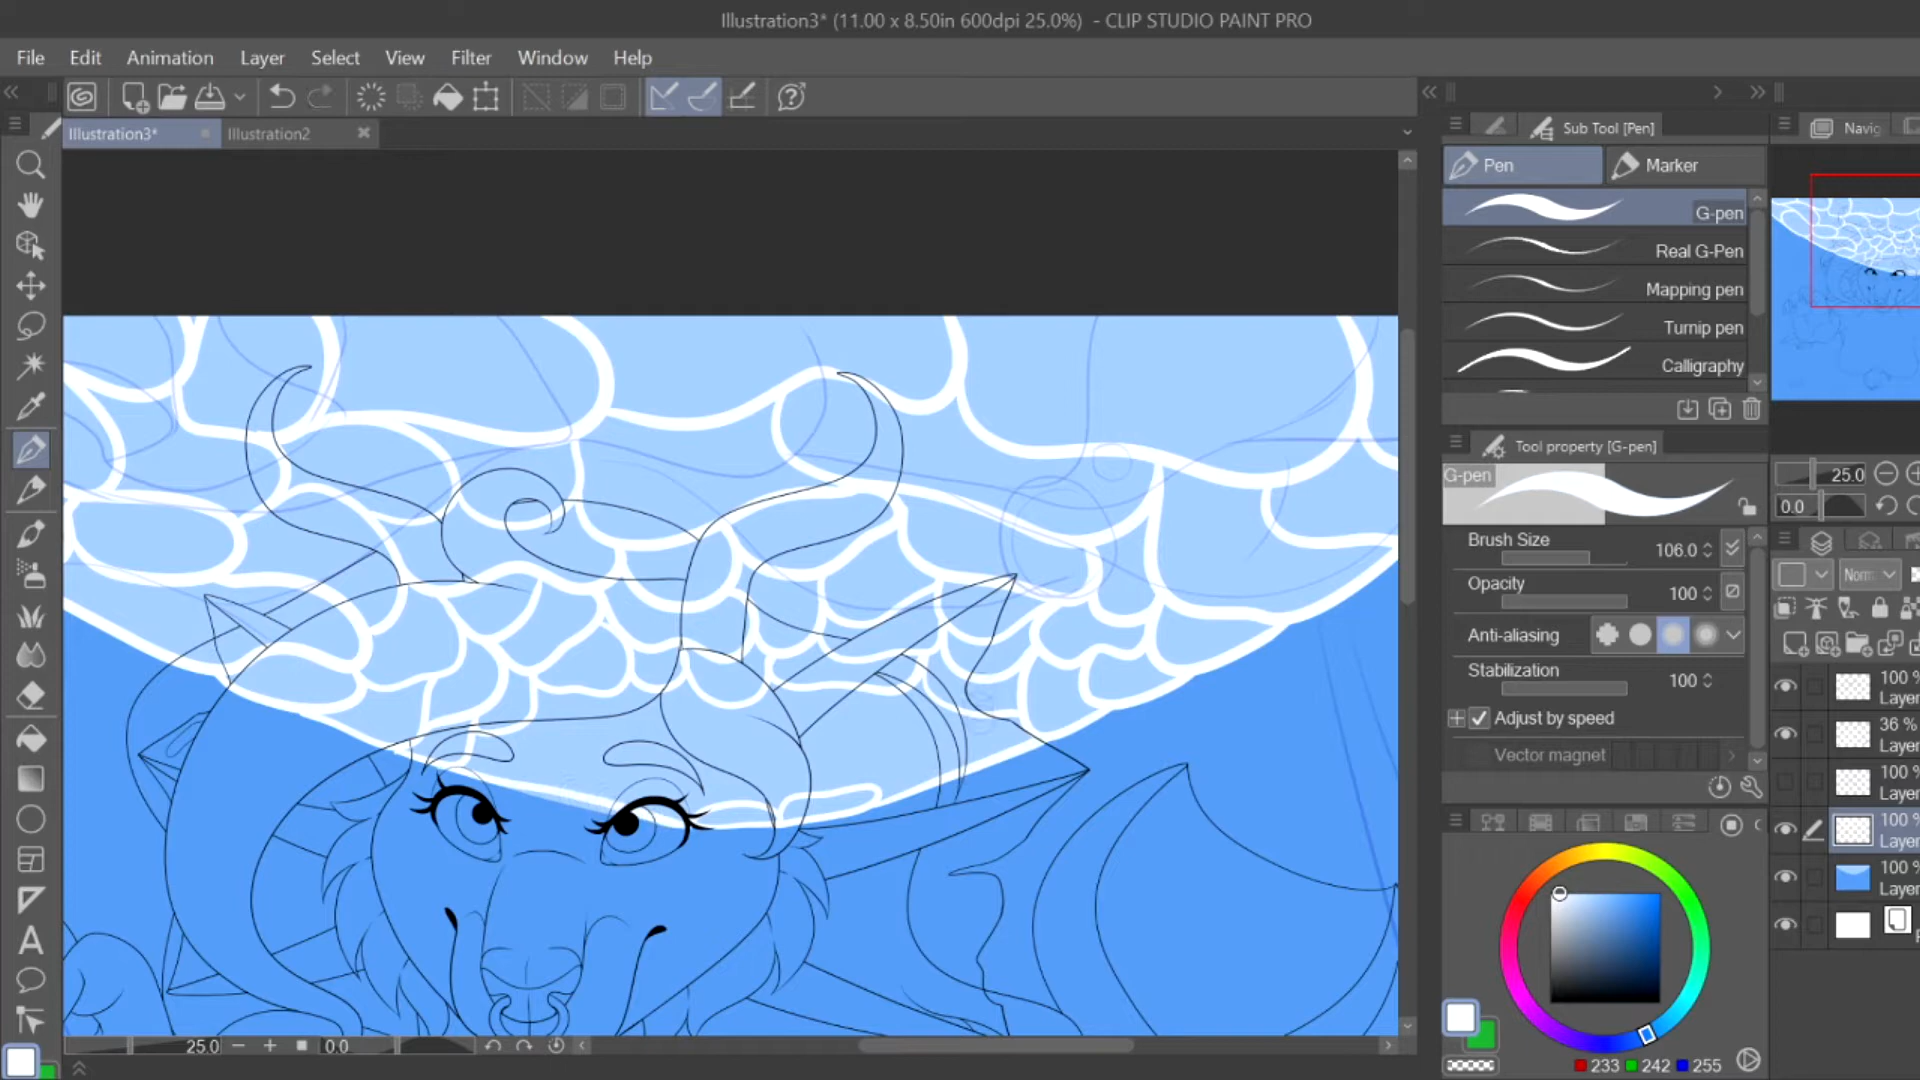 Illustration3* (11.00 x 8.50in 600dpi 25.0%) - CLIP STUDIO PAINT PRO
File Edit Animation Layer Select View Filter Window Help
Illustration3* Illustration2
Sub Tool [Pen]
Navig
Pen Marker
G-pen
Real G-Pen
Mapping pen
Turnip pen
Calligraphy
Tool property [G-pen]
G-pen
Brush Size 106.0
Opacity 100
Anti-aliasing
Stabilization 100
Adjust by speed
Vector magnet
25.0
0.0
Norm
100 %
Layer
36 %
Layer
100 %
Layer
100 %
Layer
100 %
Layer
25.0 0.0
233 242 255